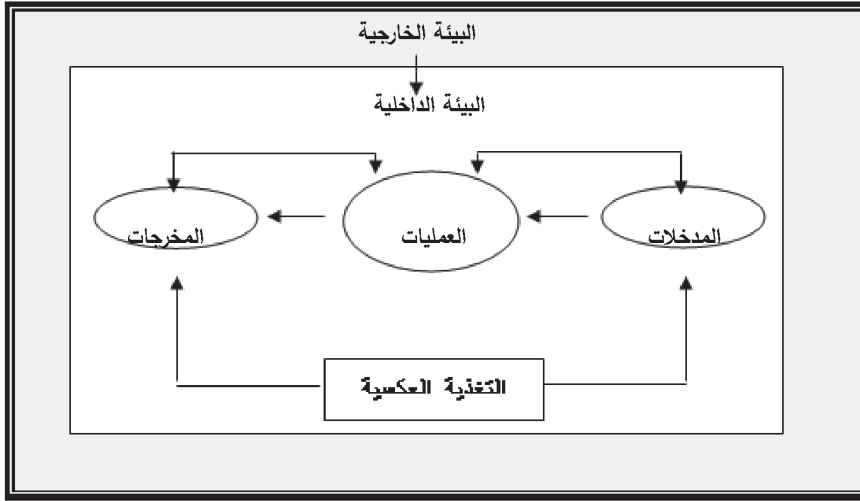 البيئة الخارجية
البيئة الداخلية
المدخلات
العمليات
المخرجات
التغذية العكسية